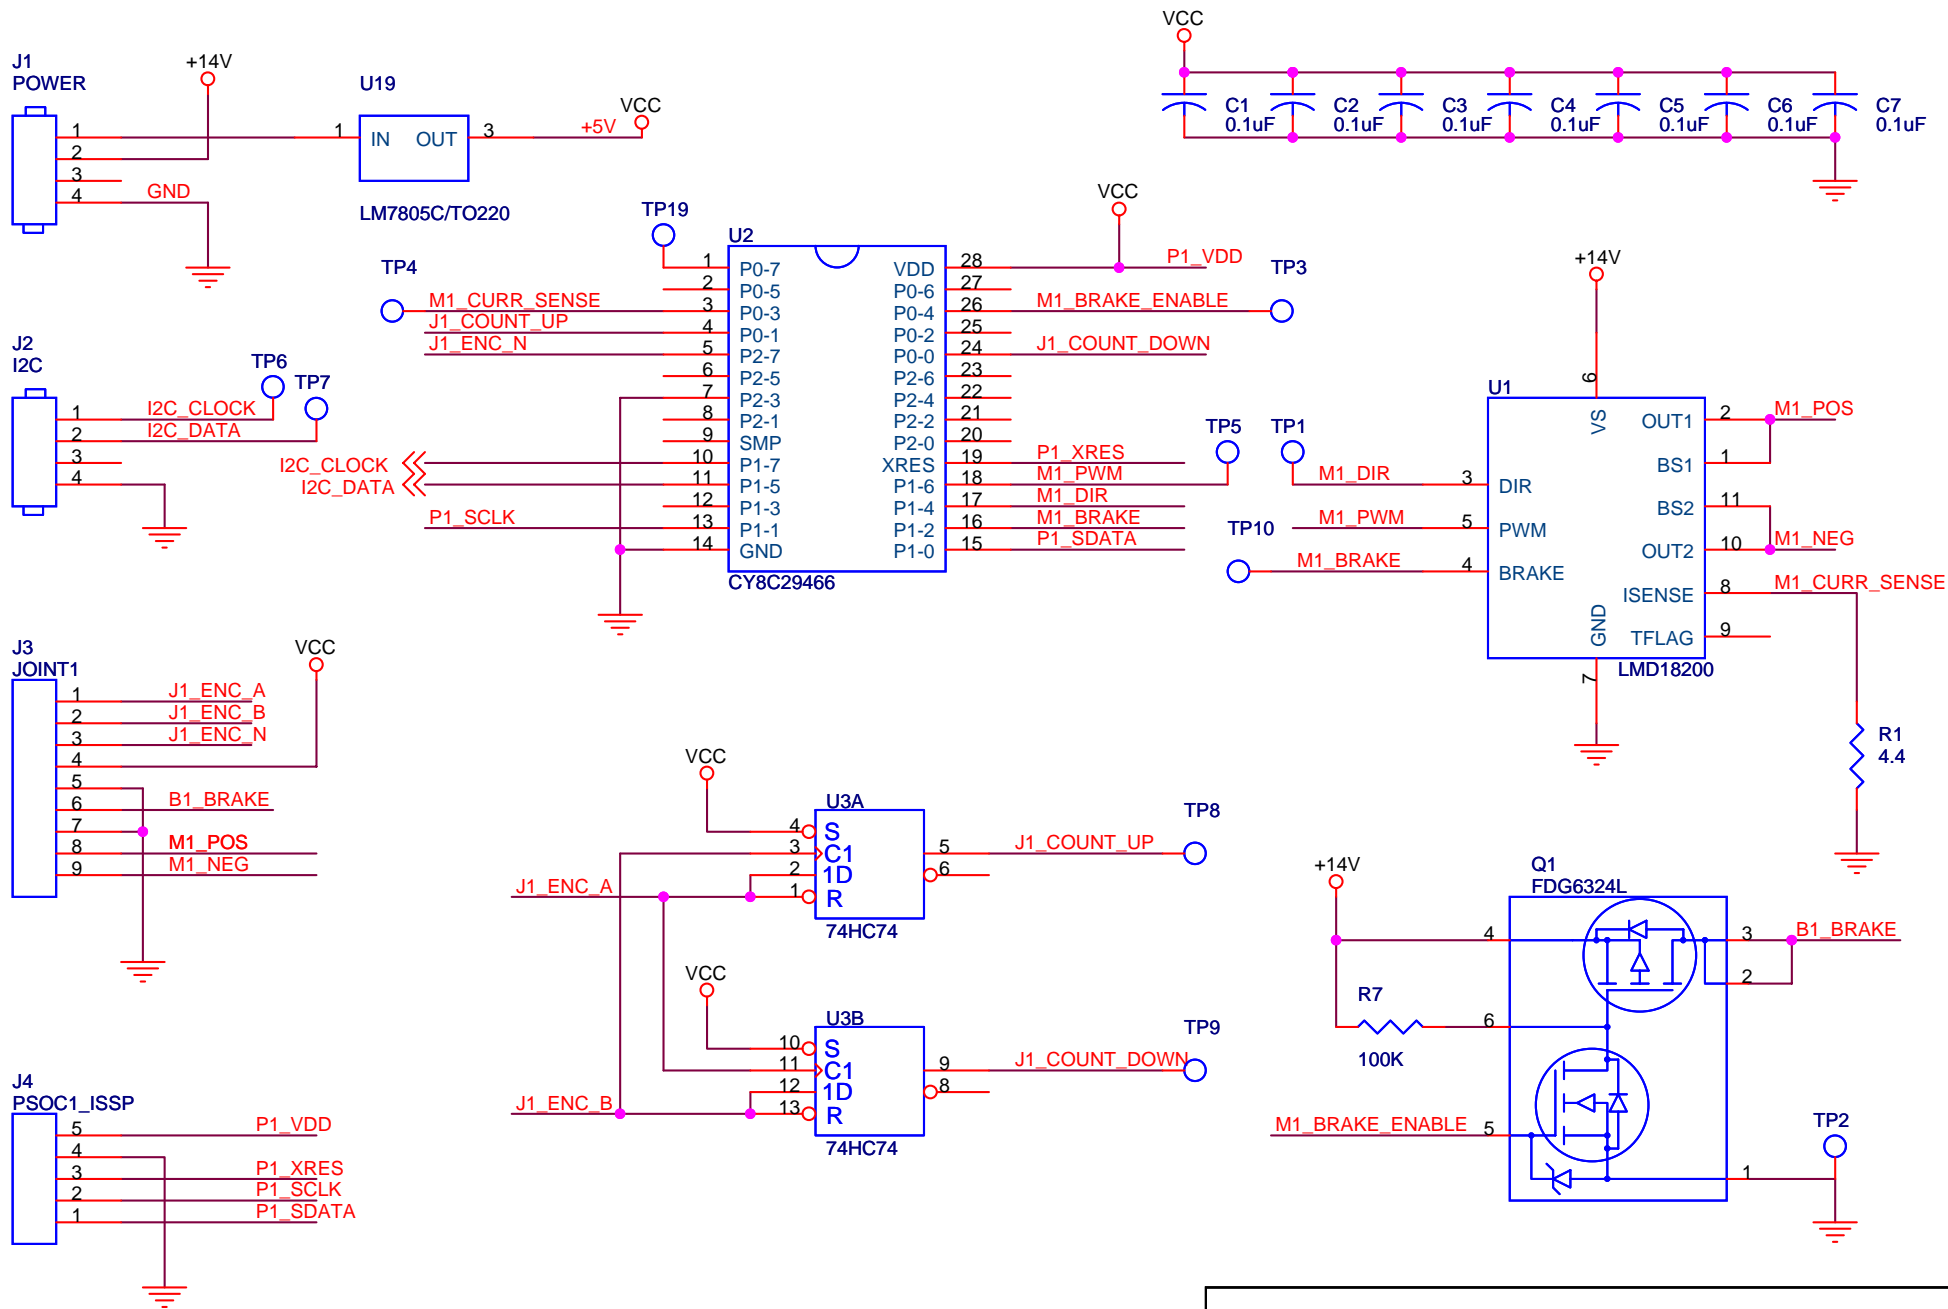 J1
POWER
1
2
3
4
+14V
GND
U19
1
IN
OUT
3
LM7805C/TO220
+5V
VCC
VCC
C1
0.1uF
C2
0.1uF
C3
0.1uF
C4
0.1uF
C5
0.1uF
C6
0.1uF
C7
0.1uF
J2
I2C
1
2
3
4
I2C_CLOCK
I2C_DATA
TP6
TP7
TP19
TP4
M1_CURR_SENSE
J1_COUNT_UP
J1_ENC_N
I2C_CLOCK
I2C_DATA
P1_SCLK
U2
1 P0-7
2 P0-5
3 P0-3
4 P0-1
5 P2-7
6 P2-5
7 P2-3
8 P2-1
9 SMP
10 P1-7
11 P1-5
12 P1-3
13 P1-1
14 GND
VDD 28
P0-6 27
P0-4 26
P0-2 25
P0-0 24
P2-6 23
P2-4 22
P2-2 21
P2-0 20
XRES 19
P1-6 18
P1-4 17
P1-2 16
P1-0 15
CY8C29466
VCC
P1_VDD
M1_BRAKE_ENABLE
TP3
J1_COUNT_DOWN
P1_XRES
M1_PWM
M1_DIR
M1_BRAKE
P1_SDATA
TP5
TP1
M1_DIR
M1_PWM
TP10
M1_BRAKE
+14V
U1
6
VS
3 DIR
5 PWM
4 BRAKE
OUT1 2
BS1 1
BS2 11
OUT2 10
ISENSE 8
TFLAG 9
GND
7
LMD18200
M1_POS
M1_NEG
M1_CURR_SENSE
R1
4.4
J3
JOINT1
1
2
3
4
5
6
7
8
9
J1_ENC_A
J1_ENC_B
J1_ENC_N
VCC
B1_BRAKE
M1_POS
M1_NEG
VCC
U3A
4 S
3 C1
2 1D
1 R
5
6
74HC74
J1_ENC_A
J1_COUNT_UP
TP8
VCC
U3B
10 S
11 C1
12 1D
13 R
9
8
74HC74
J1_ENC_B
J1_COUNT_DOWN
TP9
+14V
Q1
FDG6324L
4
6
5
3
2
1
R7
100K
M1_BRAKE_ENABLE
B1_BRAKE
TP2
J4
PSOC1_ISSP
5
4
3
2
1
P1_VDD
P1_XRES
P1_SCLK
P1_SDATA